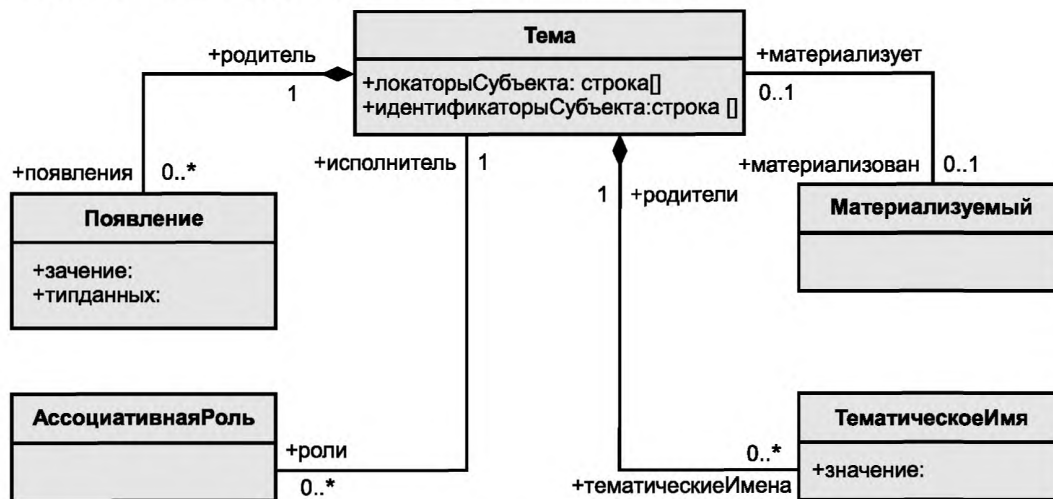 Тема
+локаторыСубъекта: строка[]
+идентификаторыСубъекта:строка []
+родитель
1
+появления
0..*
Появление
+зачение:
+типданных:
+материализует
0..1
+материализован
0..1
Материализуемый
+исполнитель
1
1
+родители
АссоциативнаяРоль
+роли
0..*
ТематическоеИмя
+значение:
0..*
+тематическиеИмена